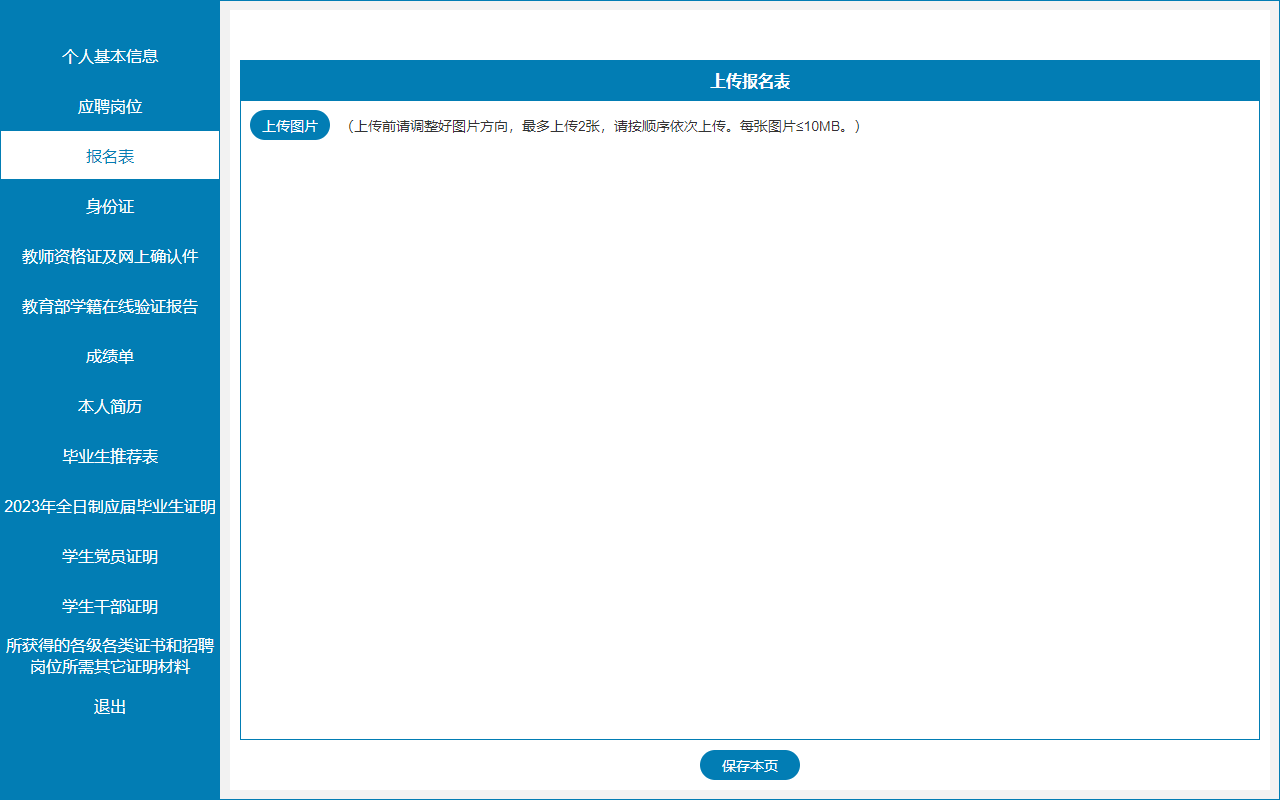 个人基本信息
应聘岗位
报名表
身份证
教师资格证及网上确认件
教育部学籍在线验证报告
成绩单
本人简历
毕业生推荐表
2023年全日制应届毕业生证明
学生党员证明
学生干部证明
所获得的各级各类证书和招聘
岗位所需其它证明材料
退出
上传报名表
上传图片 （上传前请调整好图片方向，最多上传2张，请按顺序依次上传。每张图片≤10MB。）
保存本页